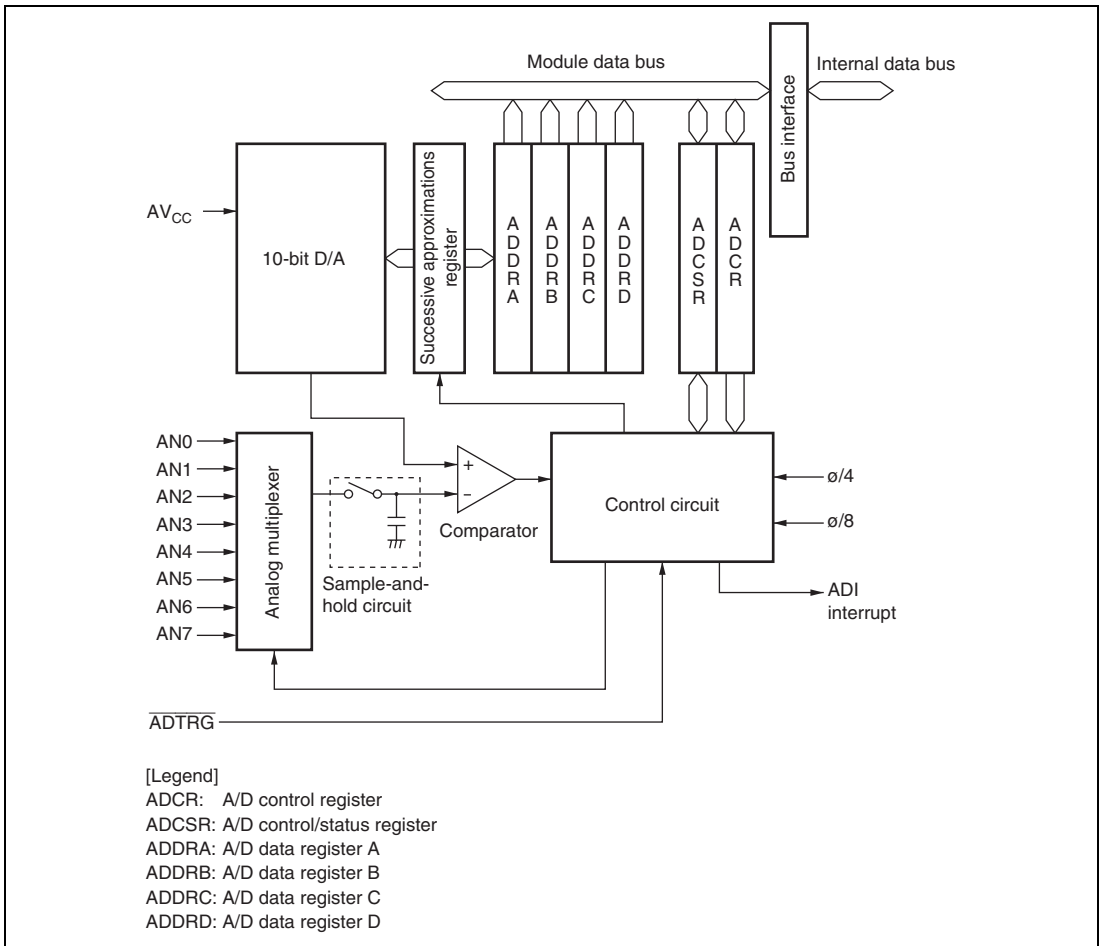 Module data bus
Internal data bus
Bus interface
AVCC
10-bit D/A
Successive approximations
register
ADDRA
ADDRB
ADDRC
ADDRD
ADCSR
ADCR
AN0
AN1
AN2
AN3
AN4
AN5
AN6
AN7
Analog multiplexer
+
−
Comparator
Sample-and-
hold circuit
Control circuit
ø/4
ø/8
ADI
interrupt
ADTRG
[Legend]
ADCR: A/D control register
ADCSR: A/D control/status register
ADDRA: A/D data register A
ADDRB: A/D data register B
ADDRC: A/D data register C
ADDRD: A/D data register D